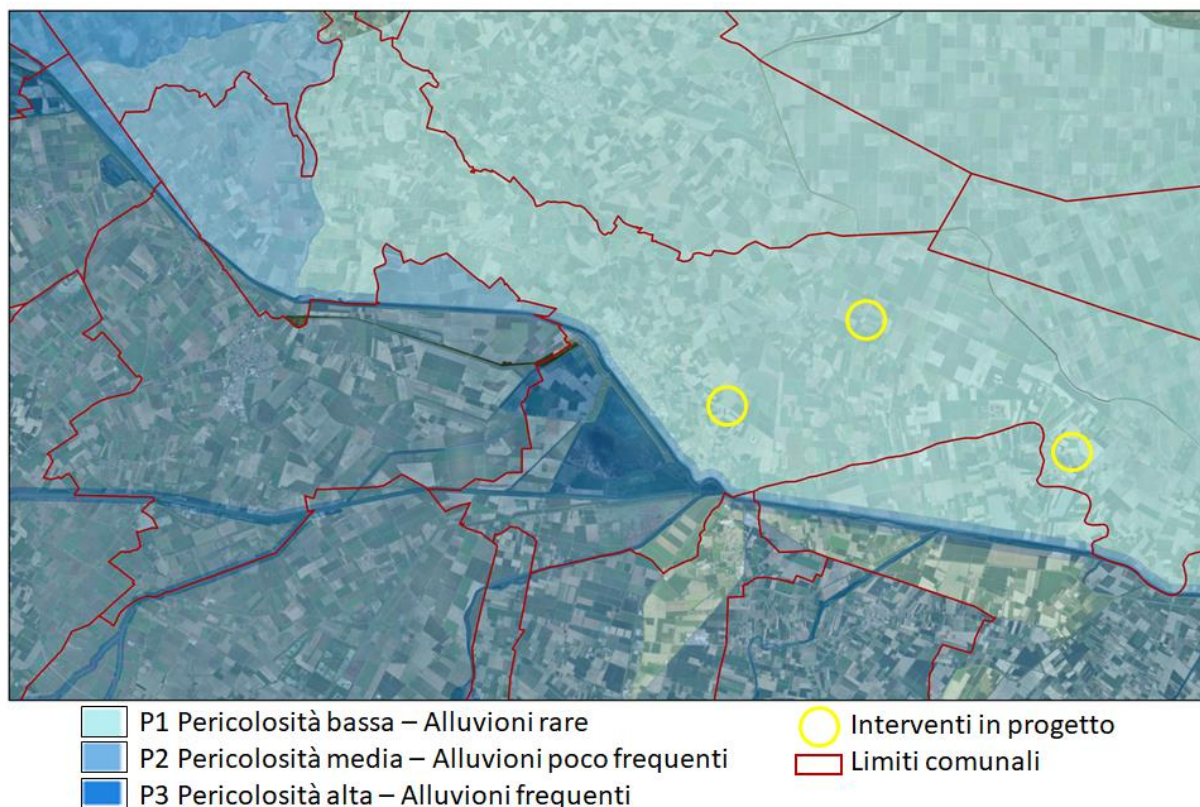 P1 Pericolosità bassa – Alluvioni rare
P2 Pericolosità media – Alluvioni poco frequenti
P3 Pericolosità alta – Alluvioni frequenti
Interventi in progetto
Limiti comunali